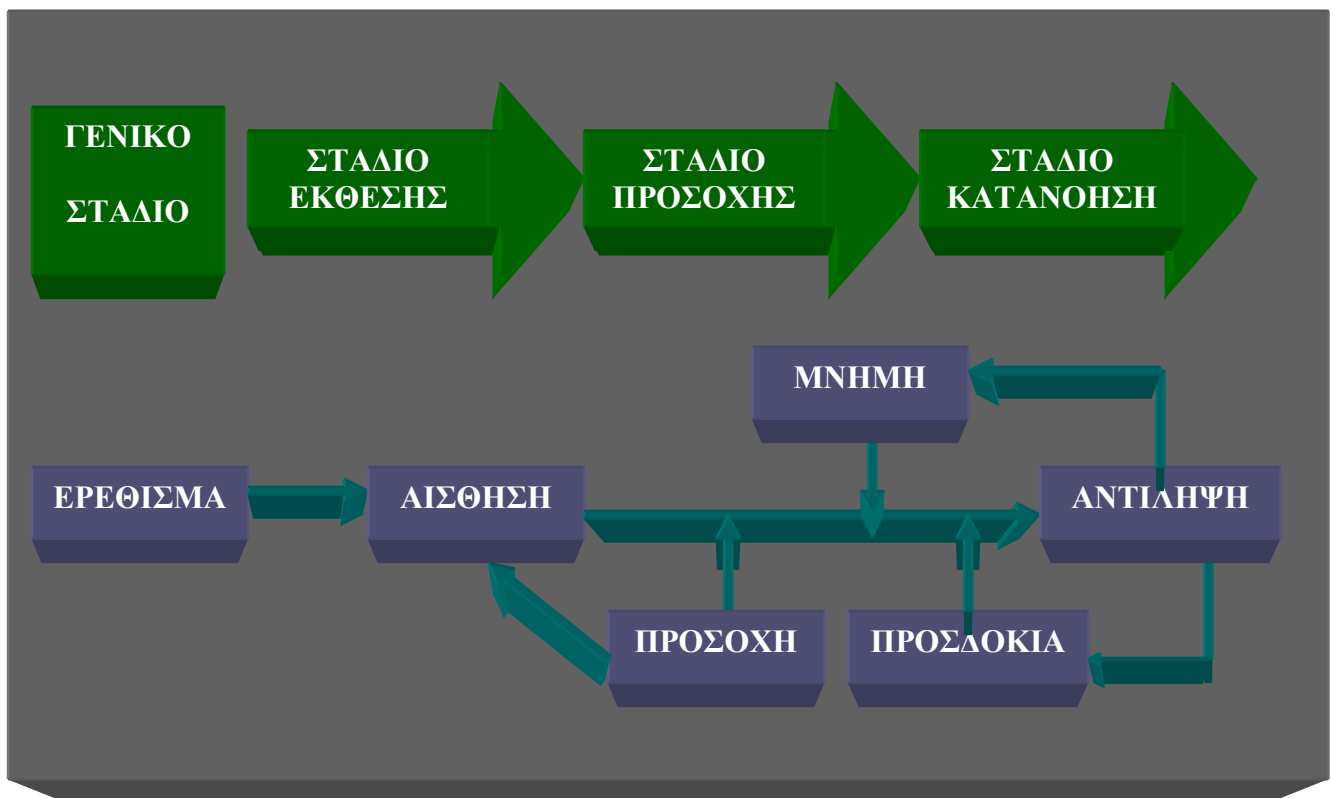 ΓΕΝΙΚΟ
ΣΤΑΔΙΟ
ΣΤΑΔΙΟ
ΕΚΘΕΣΗΣ
ΣΤΑΔΙΟ
ΠΡΟΣΟΧΗΣ
ΣΤΑΔΙΟ
ΚΑΤΑΝΟΗΣΗ
ΜΝΗΜΗ
ΕΡΕΘΙΣΜΑ
ΑΙΣΘΗΣΗ
ΑΝΤΙΛΗΨΗ
ΠΡΟΣΟΧΗ
ΠΡΟΣΔΟΚΙΑ